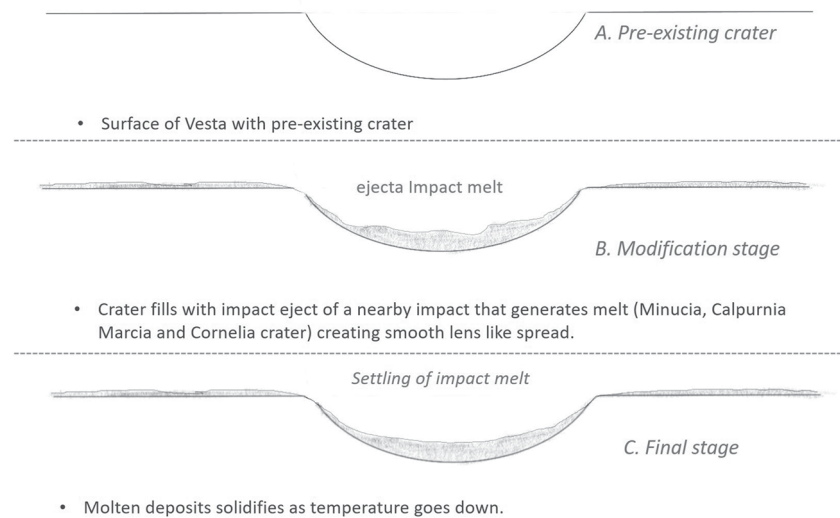 A. Pre-existing crater
• Surface of Vesta with pre-existing crater
ejecta Impact melt
B. Modification stage
• Crater fills with impact eject of a nearby impact that generates melt (Minucia, Calpurnia
Marcia and Cornelia crater) creating smooth lens like spread.
Settling of impact melt
C. Final stage
• Molten deposits solidifies as temperature goes down.